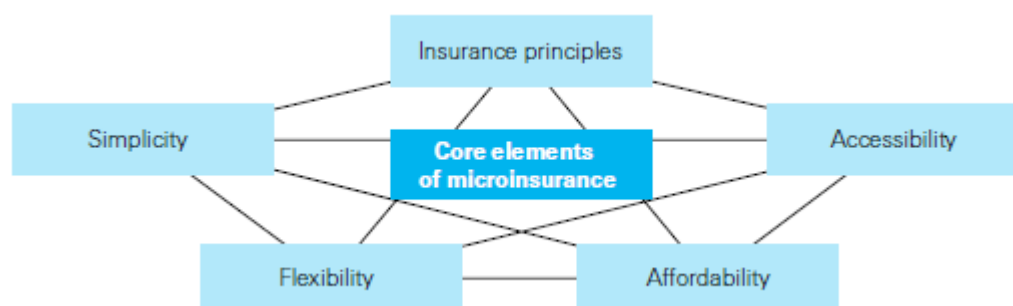 Insurance principles
Simplicity
Accessibility
Core elements
of microinsurance
Flexibility
Affordability